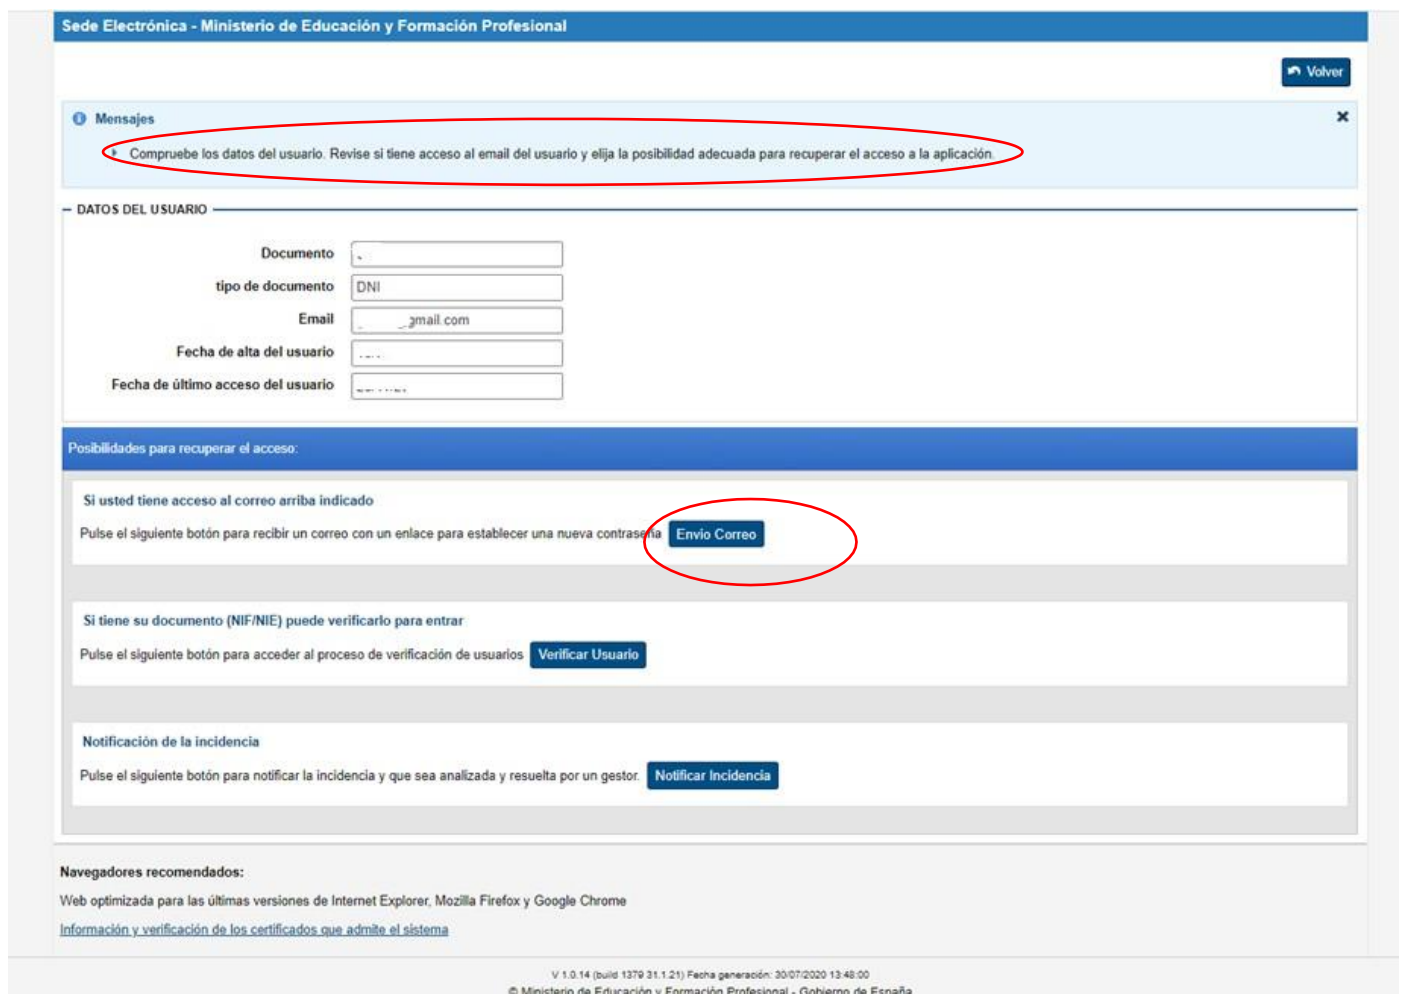 Sede Electrónica - Ministerio de Educación y Formación Profesional
Volver
Mensajes
Compruebe los datos del usuario. Revise si tiene acceso al email del usuario y elija la posibilidad adecuada para recuperar el acceso a la aplicación.
DATOS DEL USUARIO
Documento
tipo de documento DNI
Email gmail.com
Fecha de alta del usuario
Fecha de último acceso del usuario
Posibilidades para recuperar el acceso:
Si usted tiene acceso al correo arriba indicado
Pulse el siguiente botón para recibir un correo con un enlace para establecer una nueva contraseña Envio Correo
Si tiene su documento (NIF/NIE) puede verificarlo para entrar
Pulse el siguiente botón para acceder al proceso de verificación de usuarios Verificar Usuario
Notificación de la incidencia
Pulse el siguiente botón para notificar la incidencia y que sea analizada y resuelta por un gestor. Notificar Incidencia
Navegadores recomendados:
Web optimizada para las últimas versiones de Internet Explorer, Mozilla Firefox y Google Chrome
Información y verificación de los certificados que admite el sistema
V 1.0.14 (build 1379 31.1.21) Fecha generación: 30/07/2020 13:48:00
© Ministerio de Educación y Formación Profesional - Gobierno de España